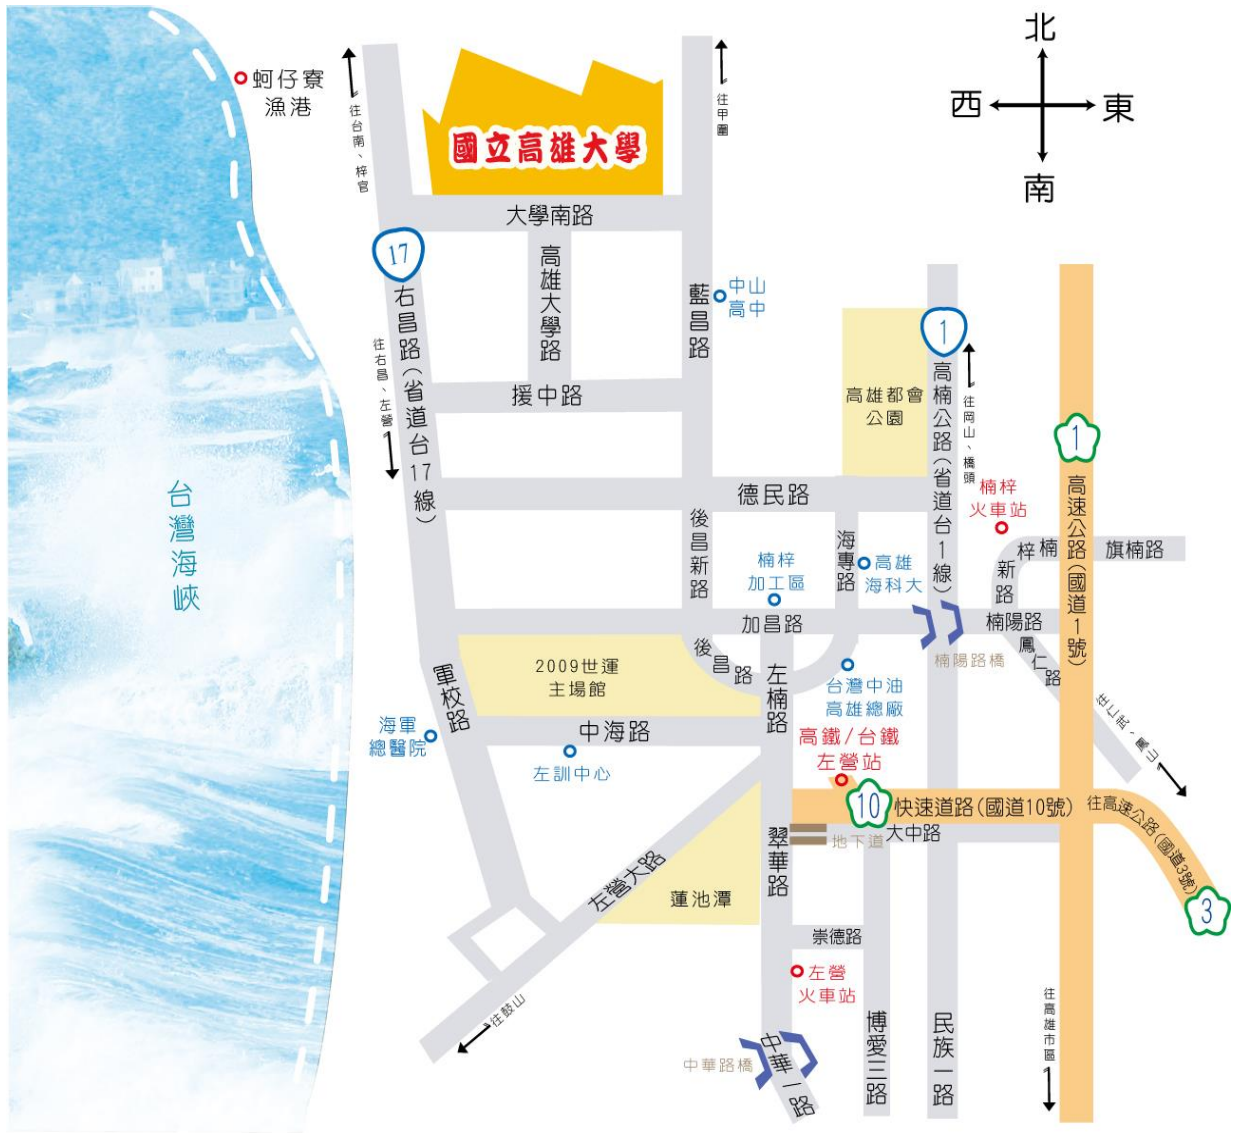 北
西
東
南
蚵仔寮
漁港
往台南、梓官
國立高雄大學
往甲圍
大學南路
17
高雄大學路
藍昌路
中山
高中
右昌路(省道台17線)
往右昌、左營
援中路
1
高雄都會
公園
高楠公路(省道台1線)
往岡山、橋頭
1
高速公路(國道1號)
楠梓
火車站
德民路
台灣海峽
後昌新路
海專路
楠梓
加工區
高雄
海科大
楠梓新路
旗楠路
加昌路
楠陽路
楠陽路橋
鳳仁路
往仁武、鳳山
2009世運
主場館
後昌路
左楠路
軍校路
台灣中油
高雄總廠
海軍
總醫院
中海路
左訓中心
高鐵/台鐵
左營站
10
快速道路(國道10號)
往高速公路(國道3號)
3
翠華路
地下道
大中路
左營大路
蓮池潭
崇德路
左營
火車站
往鼓山
中華路橋
中華一路
博愛三路
民族一路
往高雄市區